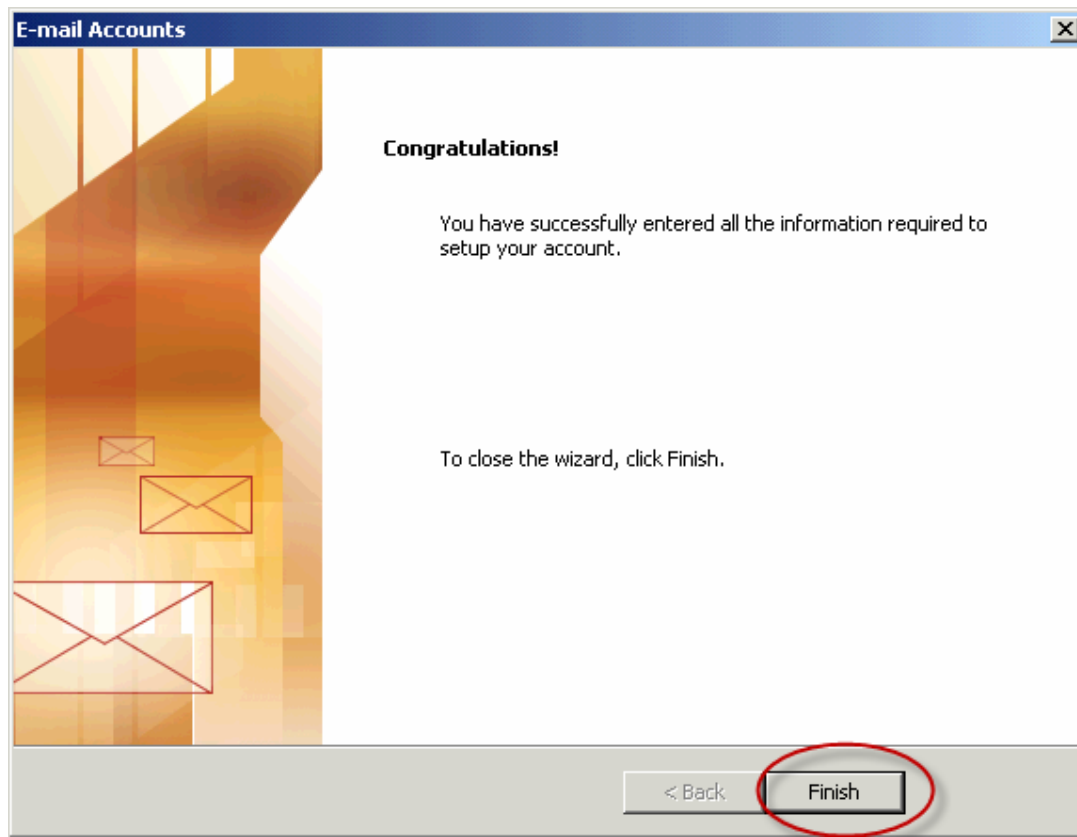 E-mail Accounts
Congratulations!
You have successfully entered all the information required to
setup your account.
To close the wizard, click Finish.
< Back
Finish